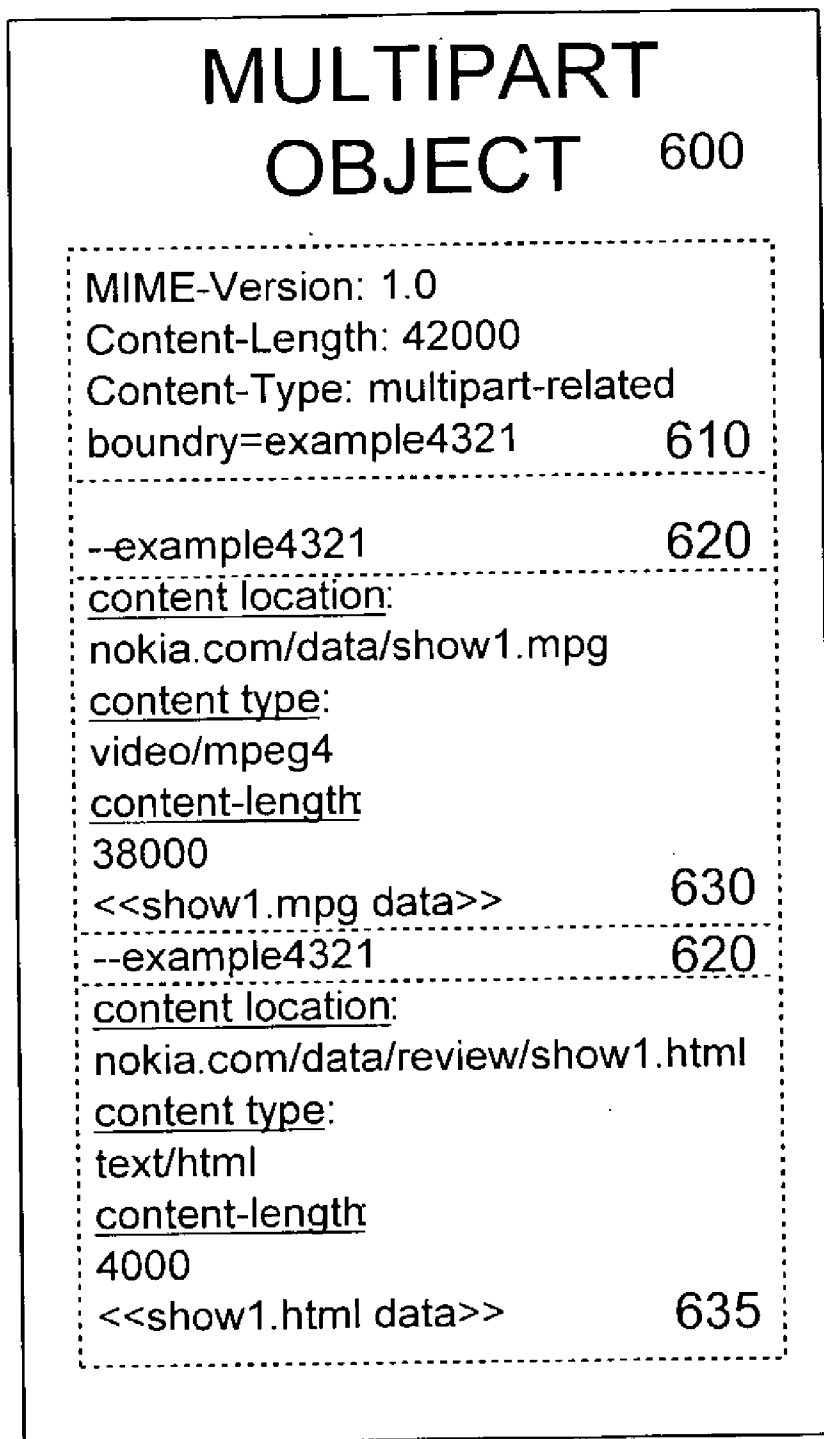 MULTIPART
OBJECT 600
MIME-Version: 1.0
Content-Length: 42000
Content-Type: multipart-related
boundry=example4321 610
--example4321 620
content location:
nokia.com/data/show1.mpg
content type:
video/mpeg4
content-length:
38000
<<show1.mpg data>> 630
--example4321 620
content location:
nokia.com/data/review/show1.html
content type:
text/html
content-length:
4000
<<show1.html data>> 635